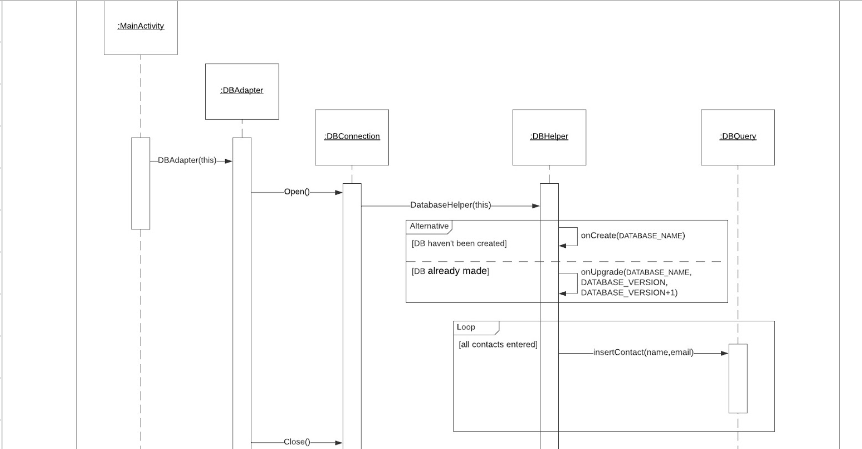 :MainActivity
:DBAdapter
:DBConnection
:DBHelper
:DBQuery
DBAdapter(this)
Open()
DatabaseHelper(this)
Alternative
[DB haven't been created]
onCreate(DATABASE_NAME)
[DB already made]
onUpgrade(DATABASE_NAME,
DATABASE_VERSION,
DATABASE_VERSION+1)
Loop
[all contacts entered]
insertContact(name,email)
Close()